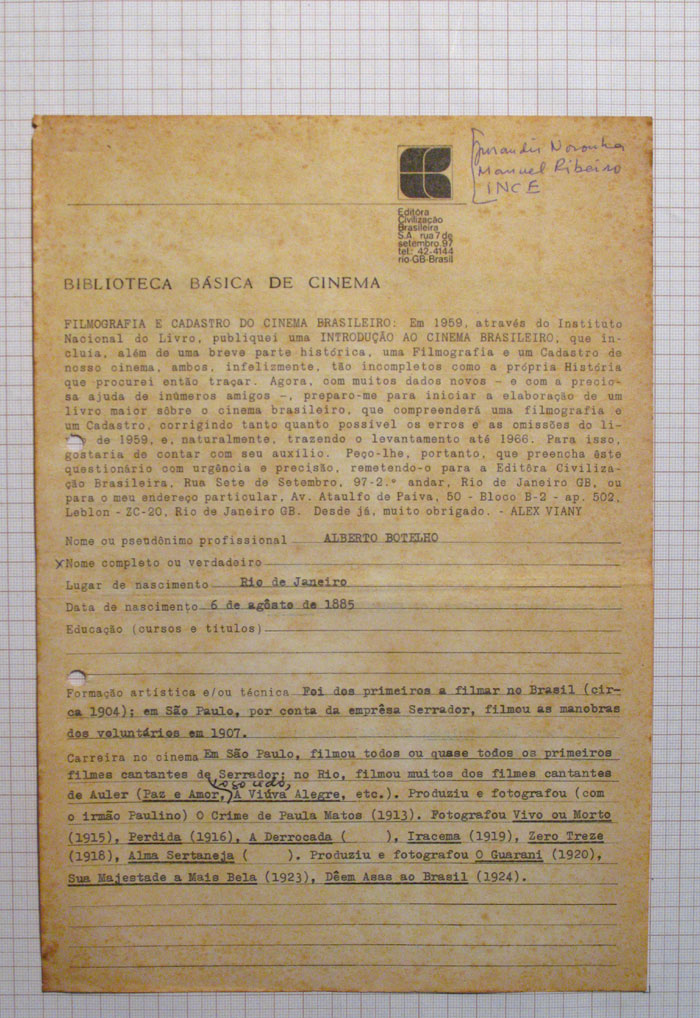 Jurandir Noronha
Manuel Ribeiro
INCE
Editôra
Civilização
Brasileira
S.A. rua 7 de
setembro, 97
tel.: 42-4144
rio-GB-Brasil
BIBLIOTECA BÁSICA DE CINEMA
FILMOGRAFIA E CADASTRO DO CINEMA BRASILEIRO: Em 1959, através do Instituto
Nacional do Livro, publiquei uma INTRODUÇÃO AO CINEMA BRASILEIRO, que in-
cluia, além de uma breve parte histórica, uma Filmografia e um Cadastro de
nosso cinema, ambos, infelizmente, tão incompletos como a própria História
que procurei então traçar. Agora, com muitos dados novos - e com a precio-
sa ajuda de inúmeros amigos -, preparo-me para iniciar a elaboração de um
livro maior sôbre o cinema brasileiro, que compreenderá uma filmografia e
um Cadastro, corrigindo tanto quanto possível os erros e as omissões do li-
de 1959, e, naturalmente, trazendo o levantamento até 1966. Para isso,
gostaria de contar com seu auxílio. Peço-lhe, portanto, que preencha êste
questionário com urgência e precisão, remetendo-o para a Editôra Civiliza-
ção Brasileira, Rua Sete de Setembro, 97-2.º andar, Rio de Janeiro GB, ou
para o meu endereço particular, Av. Ataulfo de Paiva, 50 - Bloco B-2 - ap. 502,
Leblon - ZC-20, Rio de Janeiro GB. Desde já, muito obrigado. - ALEX VIANY
Nome ou pseudônimo profissional ALBERTO BOTELHO
x Nome completo ou verdadeiro
Lugar de nascimento Rio de Janeiro
Data de nascimento 6 de agôsto de 1885
Educação (cursos e títulos)
Formação artística e/ou técnica Foi dos primeiros a filmar no Brasil (cir-
ca 1904); em São Paulo, por conta da emprêsa Serrador, filmou as manobras
dos voluntários em 1907.
Carreira no cinema Em São Paulo, filmou todos ou quase todos os primeiros
filmes cantantes de Serrador; no Rio, filmou muitos dos filmes cantantes
de Auler (Paz e Amor, A Viúva Alegre, etc.). Produziu e fotografou (com
o irmão Paulino) O Crime de Paula Matos (1913). Fotografou Vivo ou Morto
(1915), Perdida (1916), A Derrocada ( ), Iracema (1919), Zero Treze
(1918), Alma Sertaneja ( ). Produziu e fotografou O Guarani (1920),
Sua Majestade a Mais Bela (1923), Dêem Asas ao Brasil (1924).